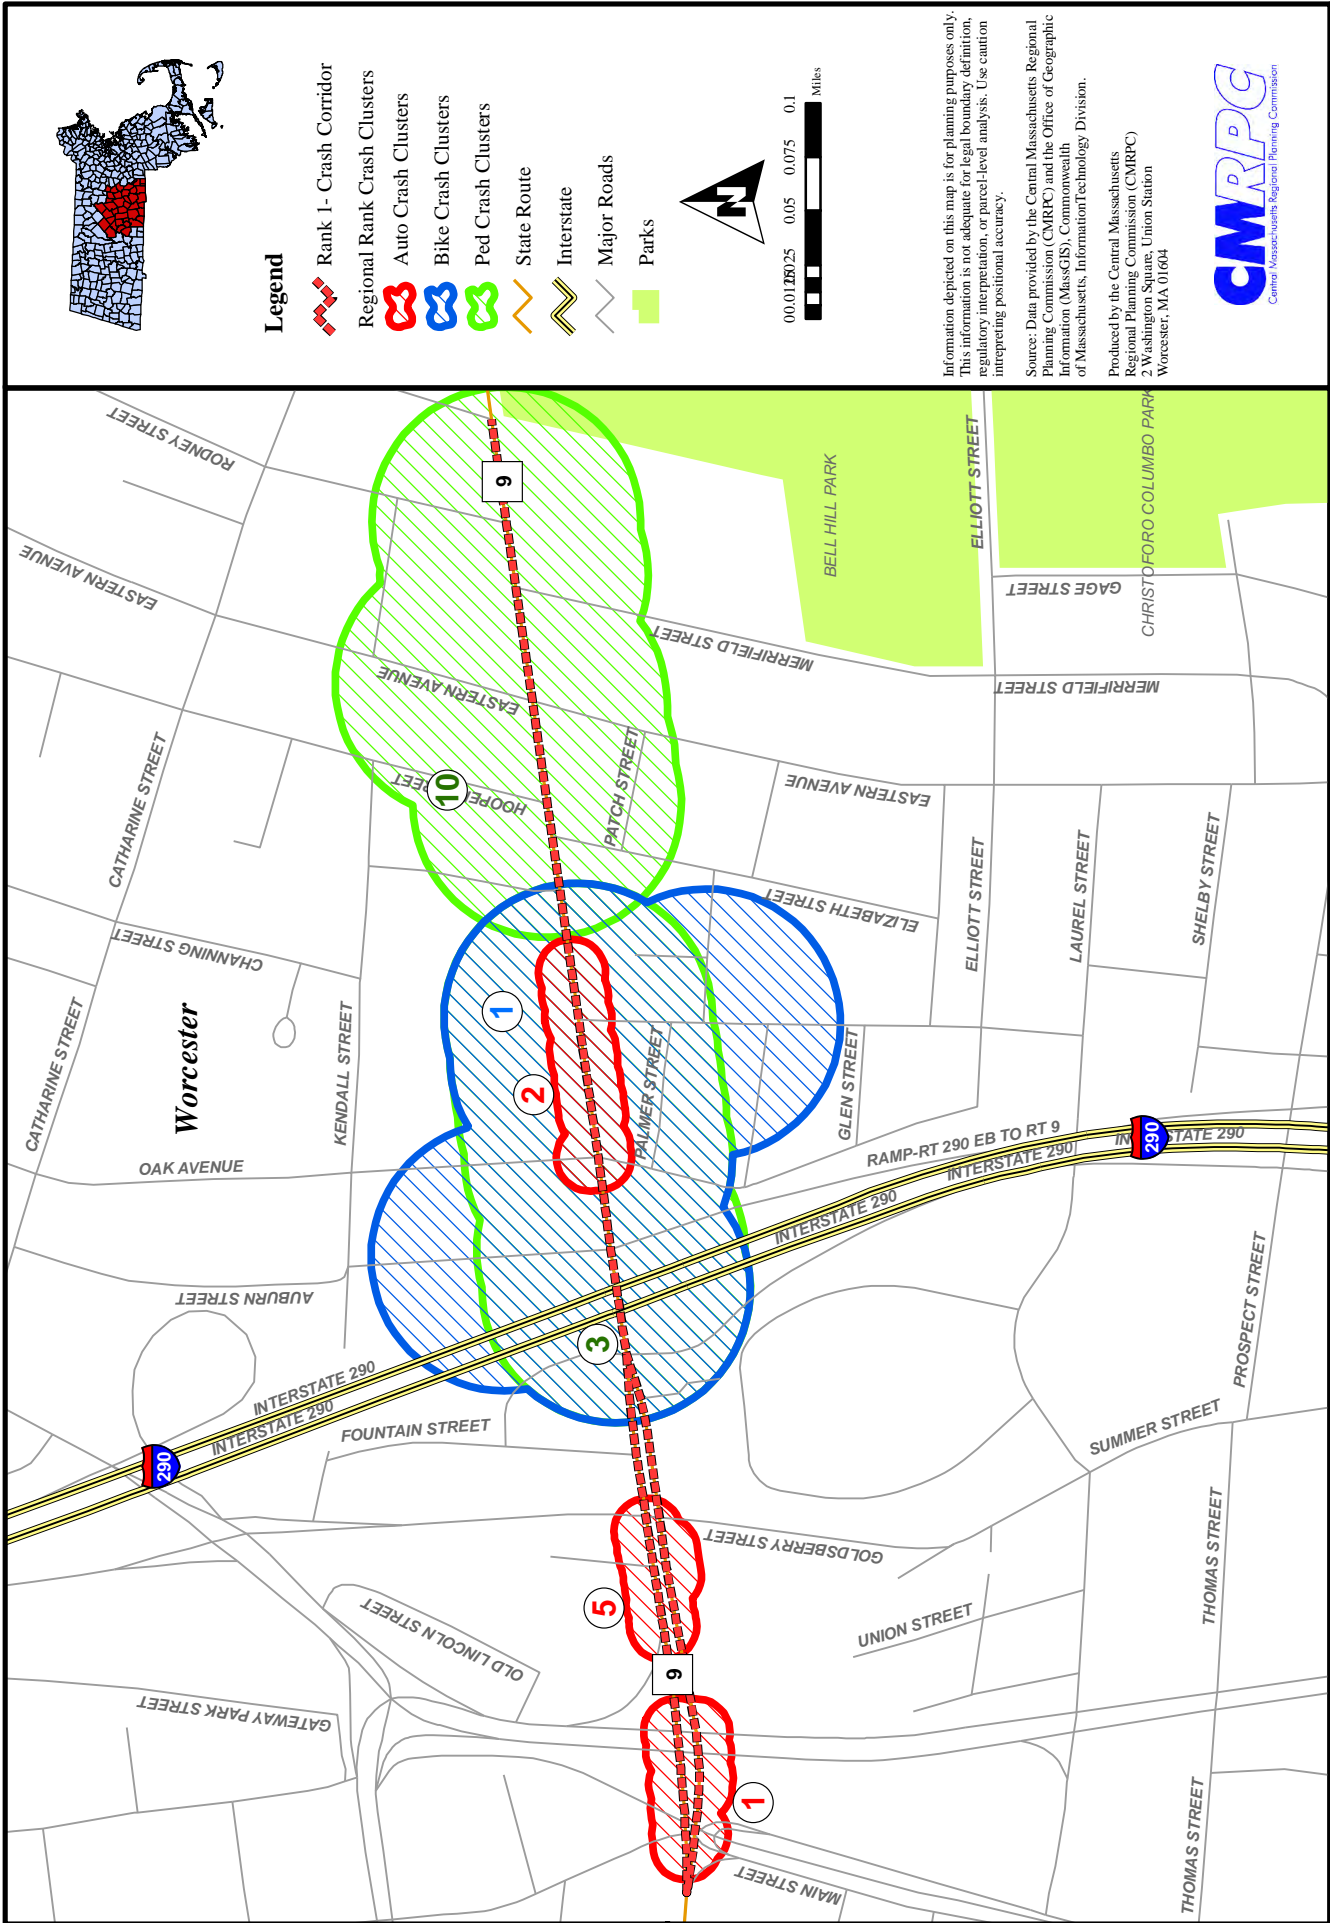 Legend
Rank 1- Crash Corridor
Regional Rank Crash Clusters
Auto Crash Clusters
Bike Crash Clusters
Ped Crash Clusters
State Route
Interstate
Major Roads
Parks
N
0.05
0.075
0.1
Miles
Information depicted on this map is for planning purposes only.
This information is not adequate for legal boundary definition,
regulatory interpretation, or parcel-level analysis. Use caution
intrepreting positional accuracy.
Source: Data provided by the Central Massachusetts Regional
Planning Commission (CMRPC) and the Office of Geographic
Information (MassGIS), Commonwealth
of Massachusetts, InformationTechnology Division.
Produced by the Central Massachusetts
Regional Planning Commission (CMRPC)
2 Washington Square, Union Station
Worcester, MA 01604
CMRPC
Central Massachusetts Regional Planning Commission
RODNEY STREET
EASTERN AVENUE
CATHARINE STREET
CHANNING STREET
CATHARINE STREET
Worcester
KENDALL STREET
OAK AVENUE
AUBURN STREET
INTERSTATE 290
INTERSTATE 290
290
FOUNTAIN STREET
OLD LINCOLN STREET
GATEWAY PARK STREET
9
EASTERN AVENUE
HOOPER STREET
10
PATCH STREET
MERRIFIELD STREET
1
2
PALMER STREET
3
5
9
1
MAIN STREET
GOLDSBERRY STREET
UNION STREET
BELL HILL PARK
ELLIOTT STREET
GAGE STREET
CHRISTOFORO COLUMBO PARK
MERRIFIELD STREET
EASTERN AVENUE
ELIZABETH STREET
ELLIOTT STREET
LAUREL STREET
SHELBY STREET
GLEN STREET
RAMP-RT 290 EB TO RT 9
INTERSTATE 290
INTERSTATE 290
INTERSTATE 290
290
PROSPECT STREET
SUMMER STREET
THOMAS STREET
THOMAS STREET